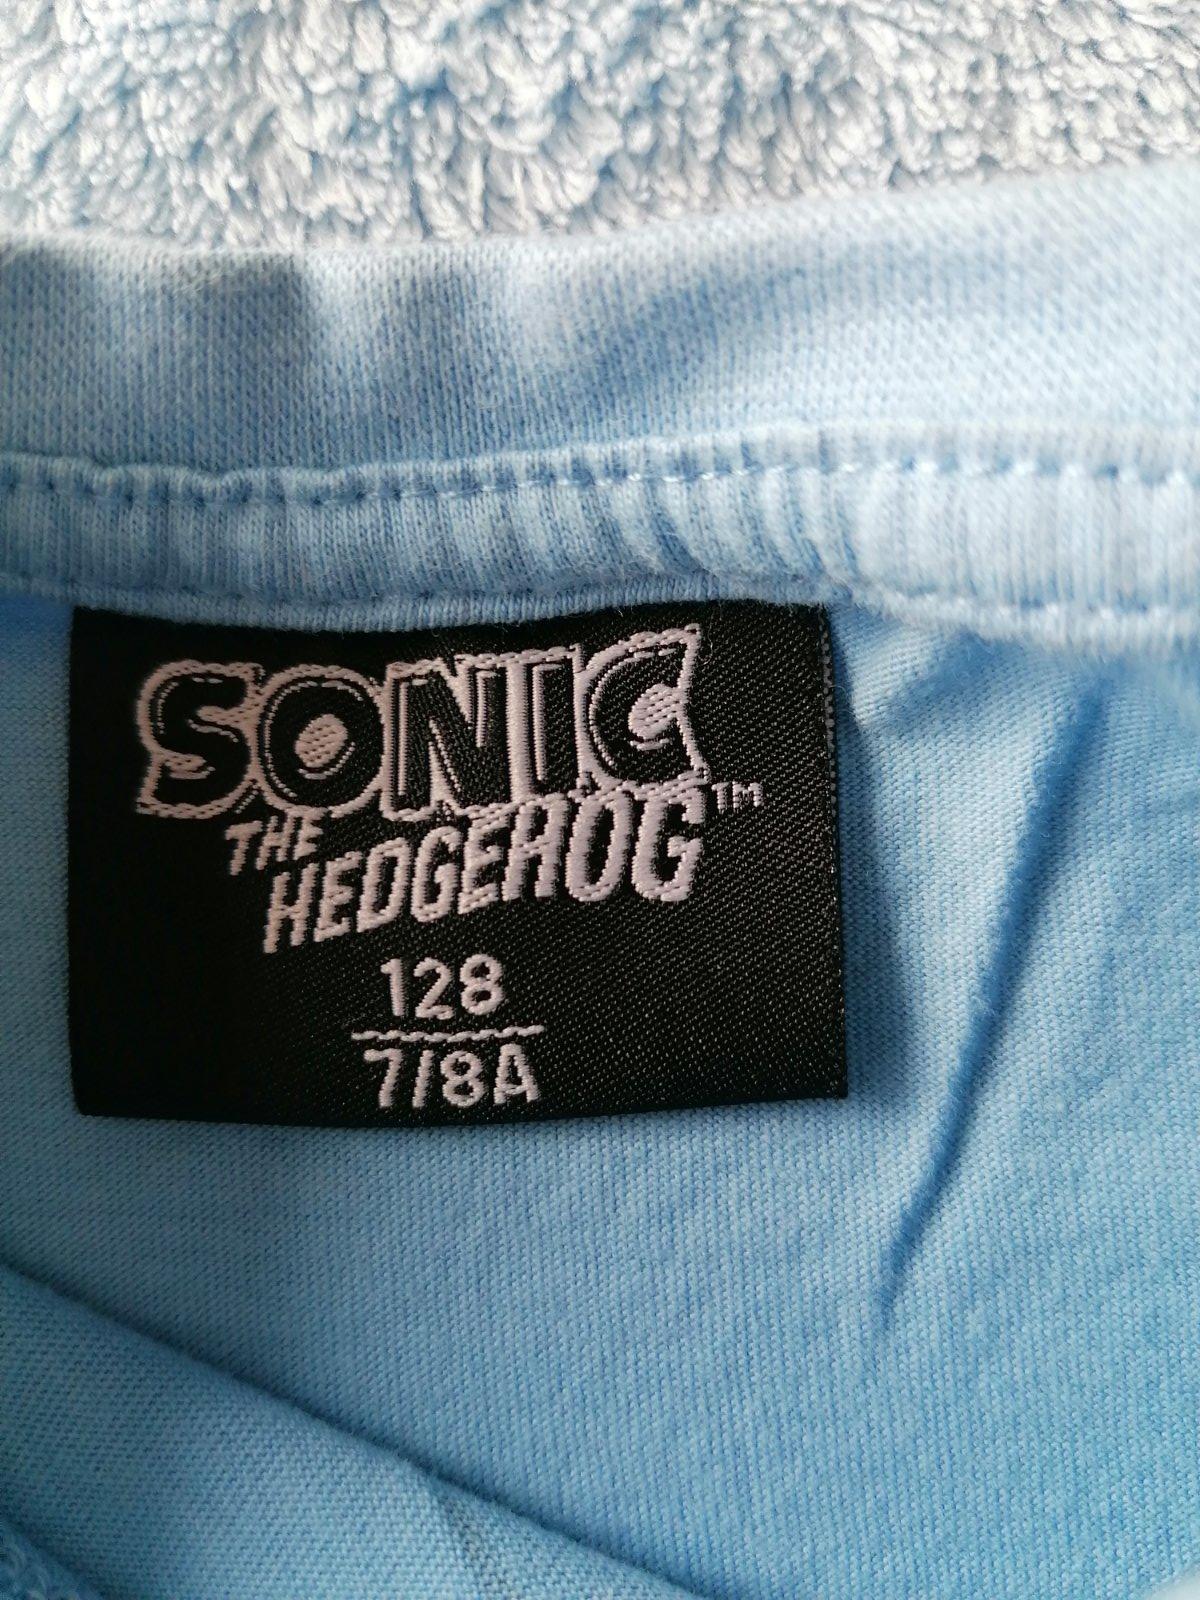 SONIC
THE
HEDGEHOG™
128
7/8A